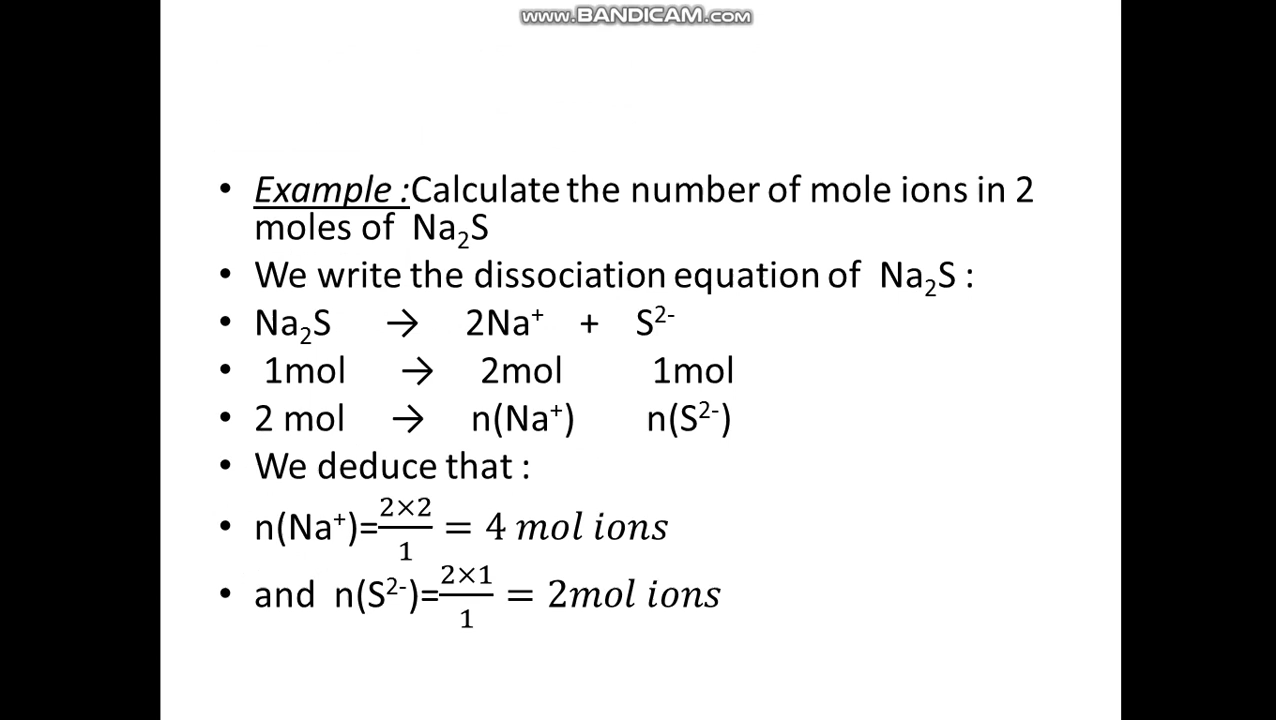 www.BANDICAM.com
• Example :Calculate the number of mole ions in 2
moles of Na₂S
• We write the dissociation equation of Na₂S :
• Na₂S → 2Na⁺ + S²⁻
• 1mol → 2mol 1mol
• 2 mol → n(Na⁺) n(S²⁻)
• We deduce that :
• n(Na⁺)=2×2/1 = 4 mol ions
• and n(S²⁻)=2×1/1 = 2mol ions